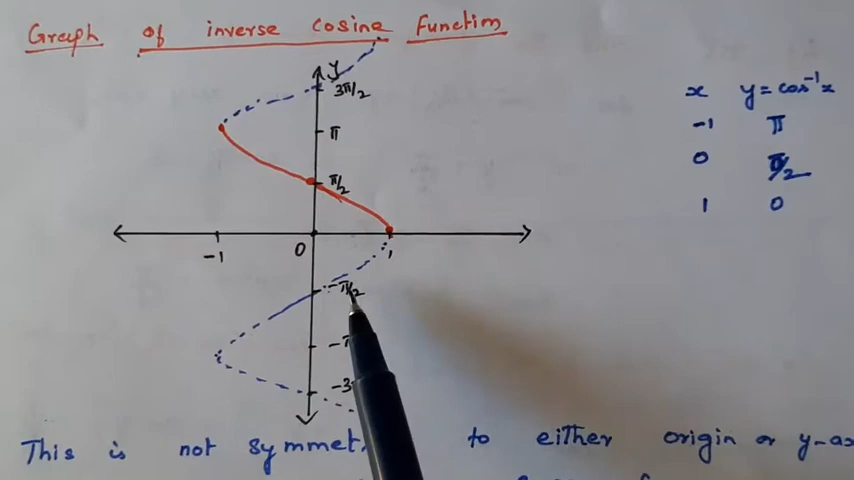 Graph of inverse cosine Function
y
3π/2
π
π/2
-1 0 1
-π/2
x y = cos⁻¹x
-1 π
0 π/2
1 0
This is not to either origin or